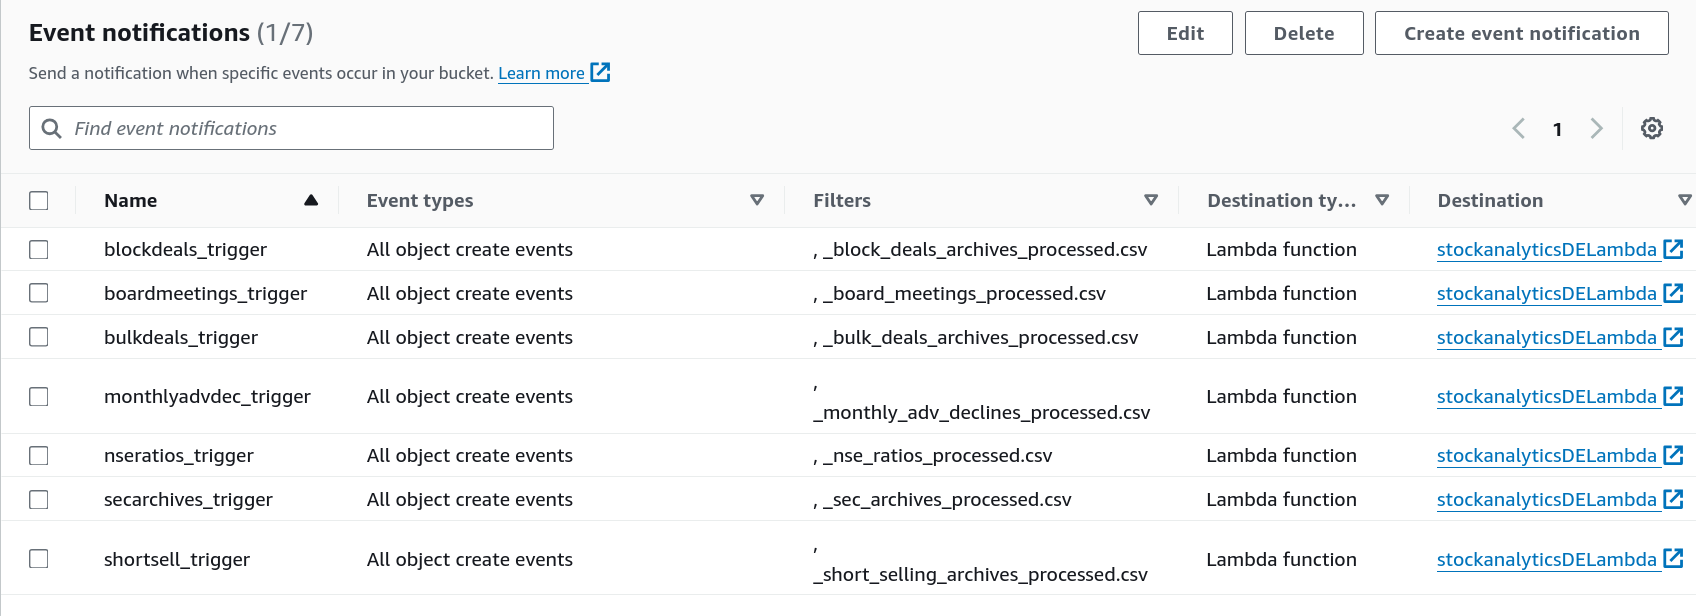 Event notifications (1/7)
Edit
Delete
Create event notification
Send a notification when specific events occur in your bucket. Learn more
Find event notifications
1
Name Event types Filters Destination ty... Destination
blockdeals_trigger All object create events , _block_deals_archives_processed.csv Lambda function stockanalyticsDELambda
boardmeetings_trigger All object create events , _board_meetings_processed.csv Lambda function stockanalyticsDELambda
bulkdeals_trigger All object create events , _bulk_deals_archives_processed.csv Lambda function stockanalyticsDELambda
monthlyadvdec_trigger All object create events ,
_monthly_adv_declines_processed.csv Lambda function stockanalyticsDELambda
nseratios_trigger All object create events , _nse_ratios_processed.csv Lambda function stockanalyticsDELambda
secarchives_trigger All object create events , _sec_archives_processed.csv Lambda function stockanalyticsDELambda
shortsell_trigger All object create events ,
_short_selling_archives_processed.csv Lambda function stockanalyticsDELambda